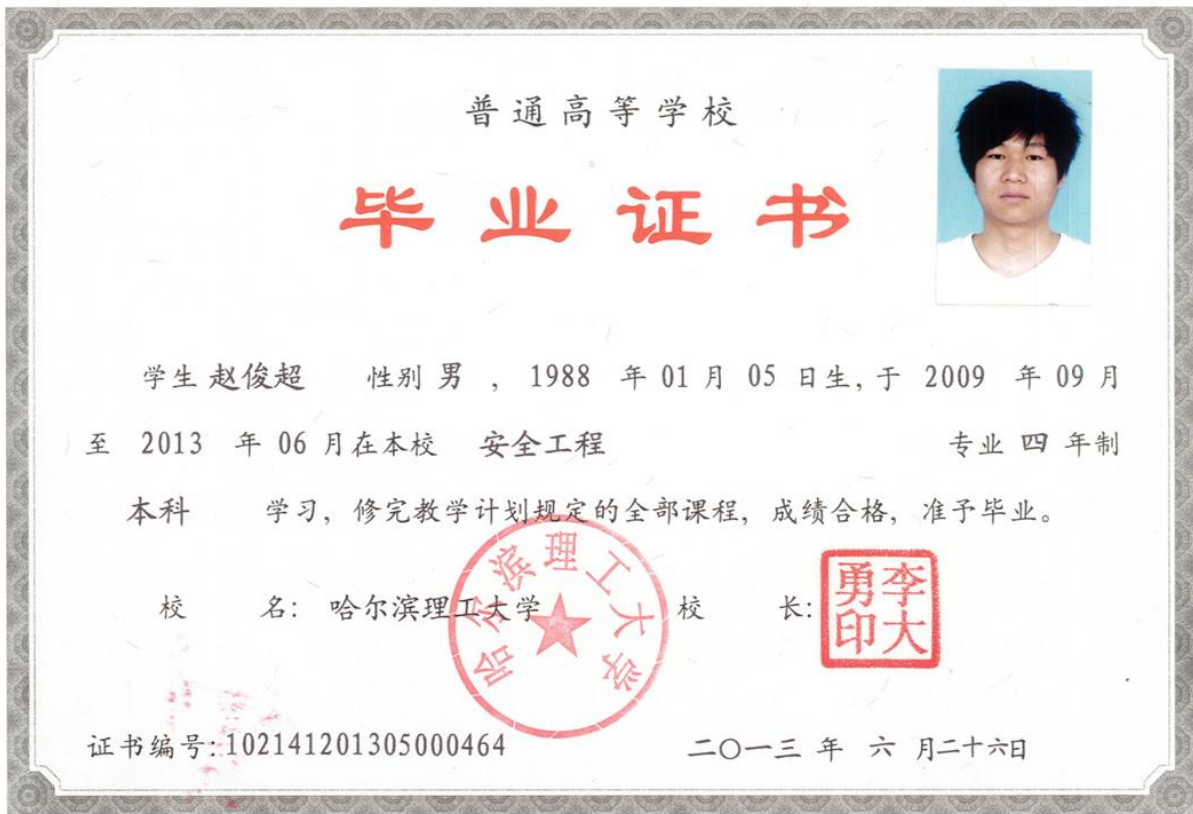 普通高等学校
毕业证书
学生 赵俊超 性别 男 , 1988 年 01 月 05 日生, 于 2009 年 09 月
至 2013 年 06 月在本校 安全工程 专业 四 年制
本科 学习, 修完教学计划规定的全部课程, 成绩合格, 准予毕业。
校 名: 哈尔滨理工大学 校 长:
哈尔滨理工大学
李大勇印
证书编号: 102141201305000464 二〇一三 年 六 月二十六日